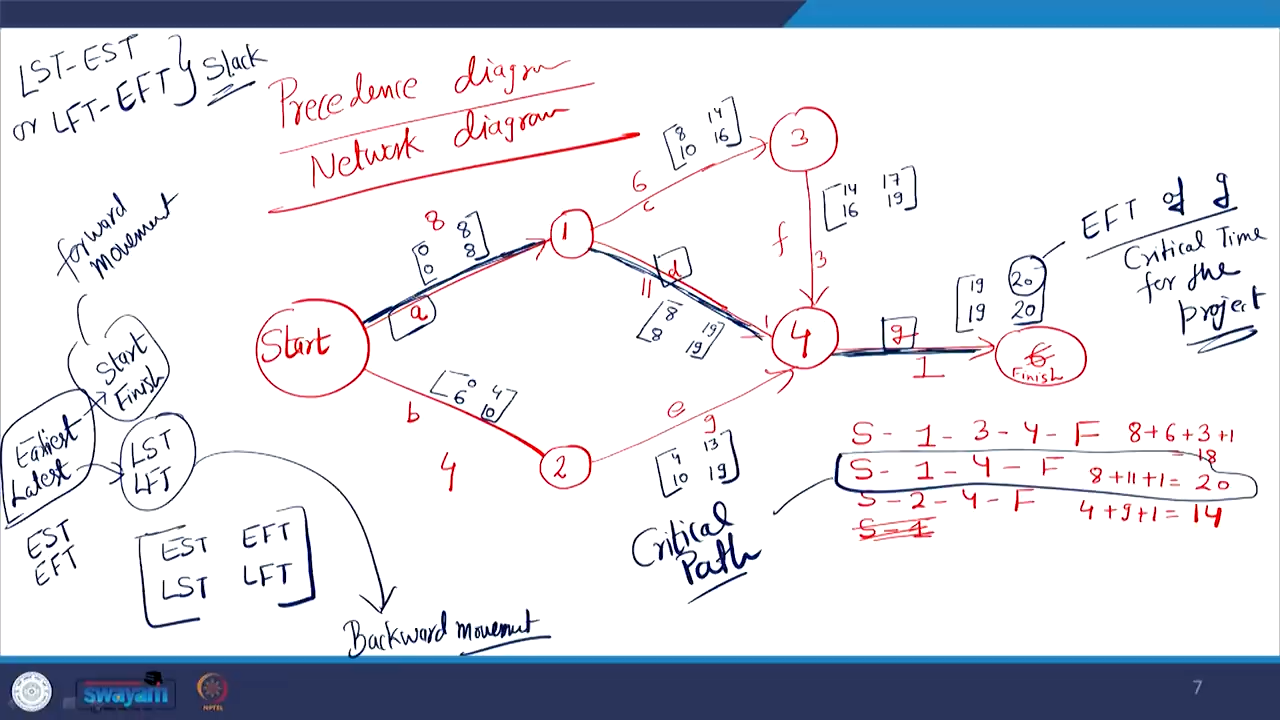 LST-EST
or LFT-EFT } Slack
Precedence diagram
Network diagram
forward
movement
Start
Finish
Earliest
Latest
LST
LFT
EST
EFT
EST EFT
LST LFT
Backward movement
Start
8
0 8
0 8
a
1
6
c
8 14
10 16
3
14 17
16 19
f
3
d
11
8 19
8 19
4
b
4
0 4
6 10
2
e
9
4 13
10 19
g
1
19 20
19 20
Finish
EFT of g
Critical Time
for the
project
S - 1 - 3 - 4 - F 8+6+3+1
= 18
S - 1 - 4 - F 8+11+1= 20
S - 2 - 4 - F 4+9+1= 14
S - 1
Critical
Path
swayam
NPTEL
7